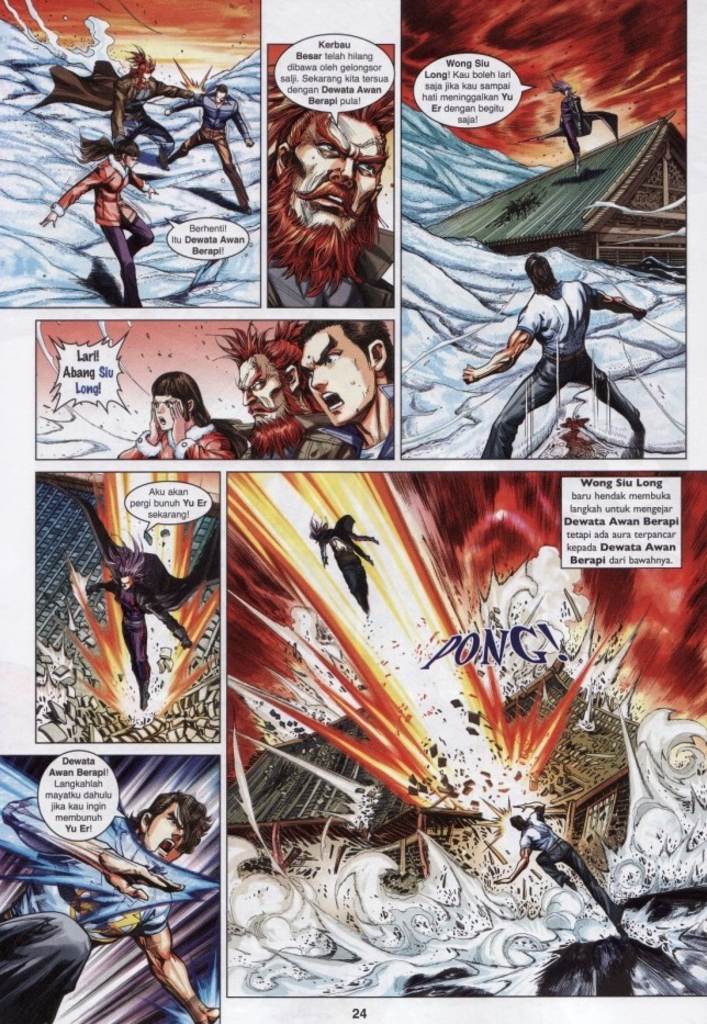 Berhenti!
Itu Dewata Awan
Berapi!
Kerbau
Besar telah hilang
dibawa oleh gelongsor
salji. Sekarang kita tersua
dengan Dewata Awan
Berapi pula!
Wong Siu
Long! Kau boleh lari
saja jika kau sampai
hati meninggalkan Yu
Er dengan begitu
saja!
Lari!
Abang Siu
Long!
Aku akan
pergi bunuh Yu Er
sekarang!
Wong Siu Long
baru hendak membuka
langkah untuk mengejar
Dewata Awan Berapi
tetapi ada aura terpancar
kepada Dewata Awan
Berapi dari bawahnya.
PONG!
Dewata
Awan Berapi!
Langkahlah
mayatku dahulu
jika kau ingin
membunuh
Yu Er!
24